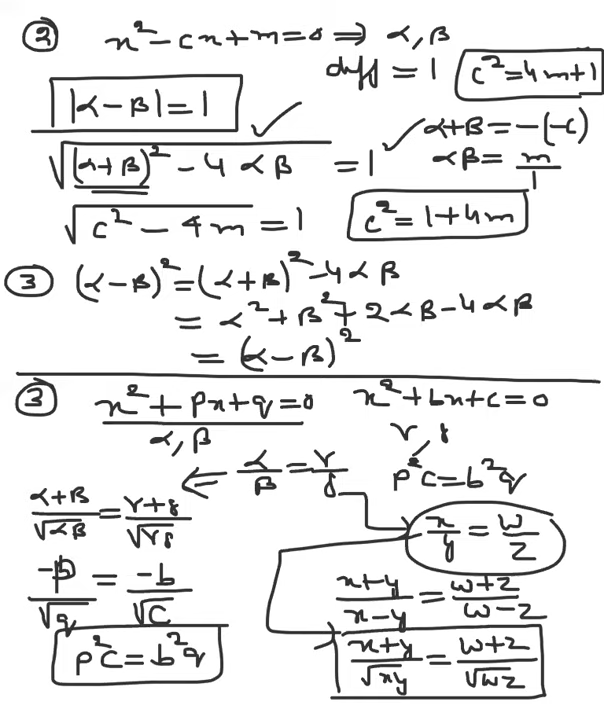 ② x² - cx + m = 0 ⇒ α, β
diff = 1 c² = 4m+1
|α - β| = 1
α+β = -(-c)
√((α+β)² - 4αβ) = 1 αβ = m/1
√(c² - 4m) = 1 c² = 1+4m
③ (α-β)² = (α+β)² - 4αβ
= α² + β² + 2αβ - 4αβ
= (α-β)²
③ x² + px + q = 0 x² + bx + c = 0
α, β γ, δ
⇐ α/β = γ/δ p²c = b²q
(α+β)/√(αβ) = (γ+δ)/√(γδ) x/y = w/z
-p/√q = -b/√c (x+y)/(x-y) = (w+z)/(w-z)
p²c = b²q (x+y)/√(xy) = (w+z)/√(wz)